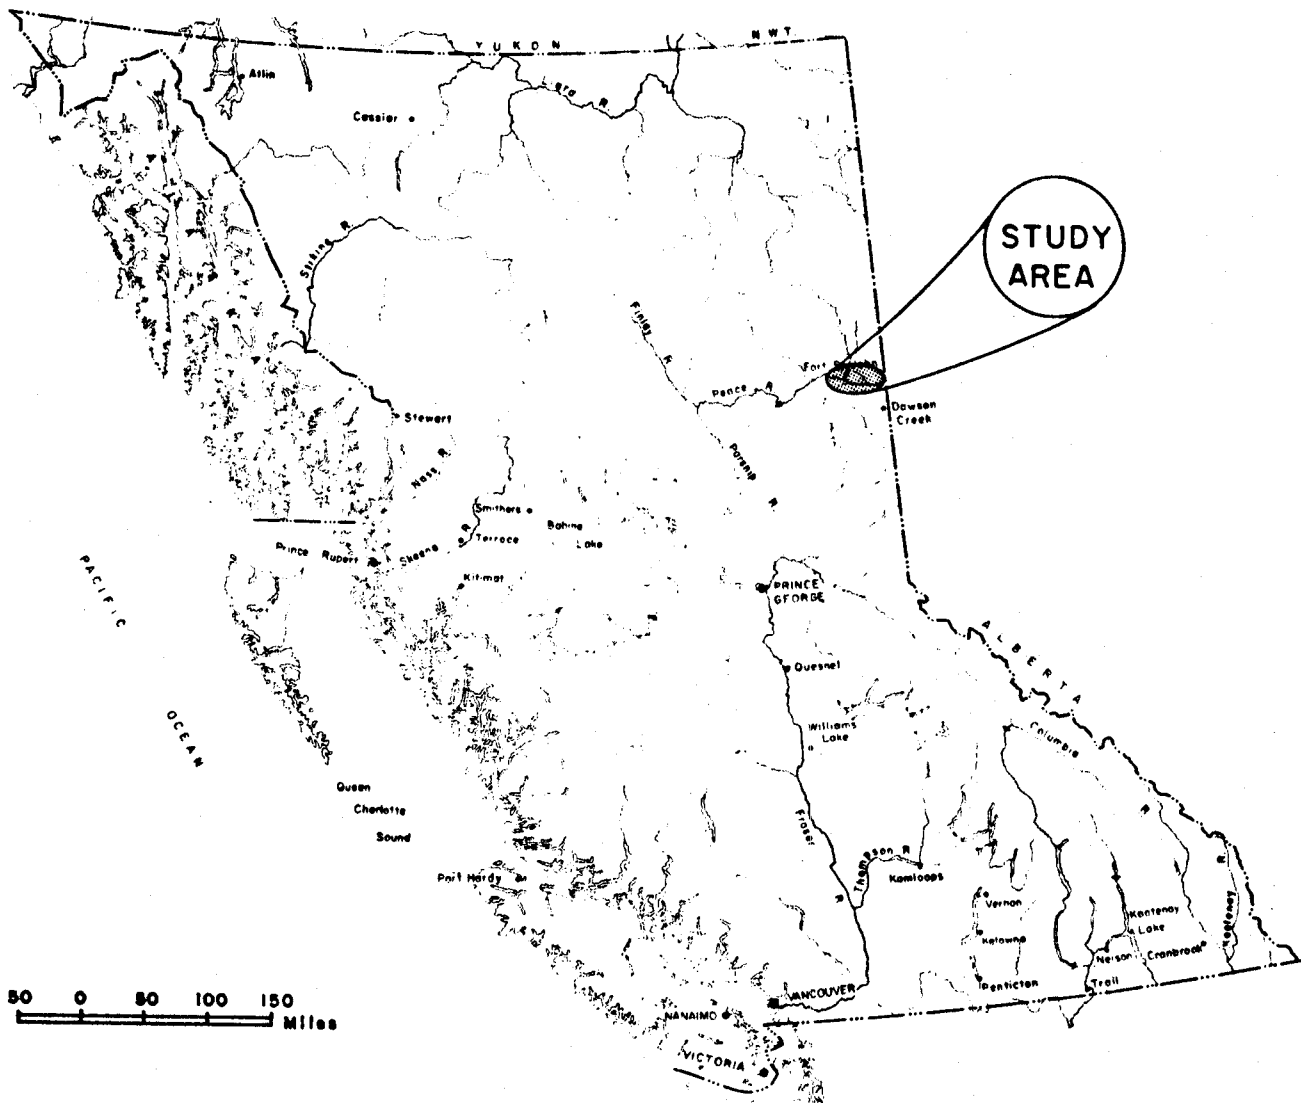 YUKON
NWT
Atlin
Liard R
Cassiar
STUDY
AREA
Stikine R
Finlay R
Fort
Peace R
Dawson
Creek
Stewart
Nass R
Parsnip R
Smithers
Babine
Lake
Prince Rupert
Skeena R
Terrace
Kitimat
PACIFIC
OCEAN
PRINCE
GEORGE
ALBERTA
Quesnel
Williams
Lake
Columbia R
Queen
Charlotte
Sound
Fraser R
Thompson R
Kamloops
Port Hardy
Vernon
Kootenay
Lake
Kootenay R
Kelowna
Nelson
Cranbrook
Penticton
Trail
VANCOUVER
NANAIMO
VICTORIA
50 0 50 100 150
Miles